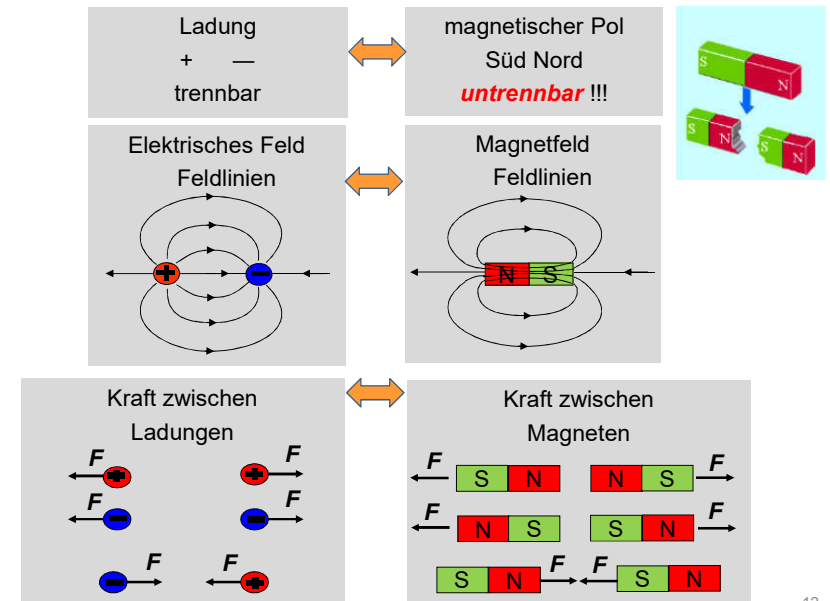 Ladung
+ —
trennbar
magnetischer Pol
Süd Nord
untrennbar !!!
S
N
S
N
S
N
Elektrisches Feld
Feldlinien
+ −
Magnetfeld
Feldlinien
N S
Kraft zwischen
Ladungen
F F
+ +
F F
− −
F F
− +
Kraft zwischen
Magneten
F S N N S F
F N S S N F
S N F F S N